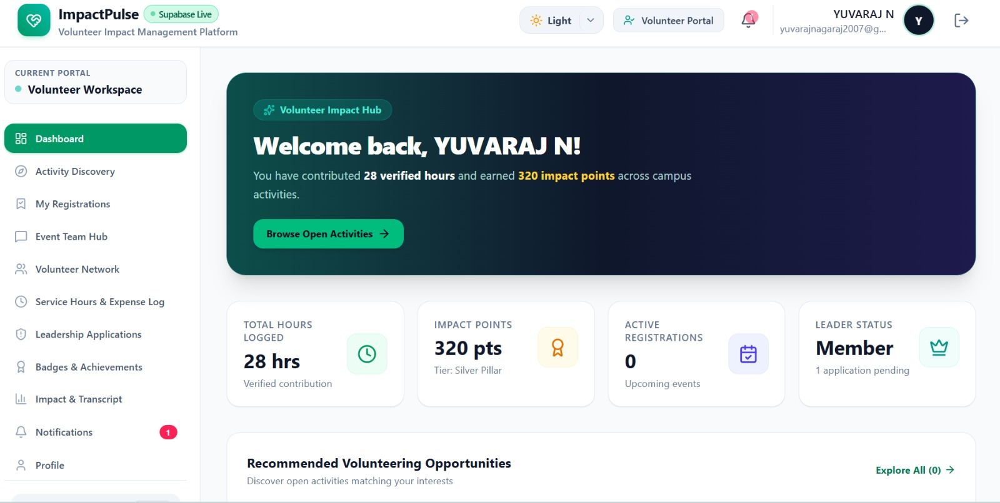 ImpactPulse
Supabase Live
Volunteer Impact Management Platform
Light
Volunteer Portal
YUVARAJ N
yuvarajnagaraj2007@g...
Y
CURRENT PORTAL
Volunteer Workspace
Dashboard
Activity Discovery
My Registrations
Event Team Hub
Volunteer Network
Service Hours & Expense Log
Leadership Applications
Badges & Achievements
Impact & Transcript
Notifications
1
Profile
Volunteer Impact Hub
Welcome back, YUVARAJ N!
You have contributed 28 verified hours and earned 320 impact points across campus
activities.
Browse Open Activities
TOTAL HOURS
LOGGED
28 hrs
Verified contribution
IMPACT POINTS
320 pts
Tier: Silver Pillar
ACTIVE
REGISTRATIONS
0
Upcoming events
LEADER STATUS
Member
1 application pending
Recommended Volunteering Opportunities
Discover open activities matching your interests
Explore All (0)